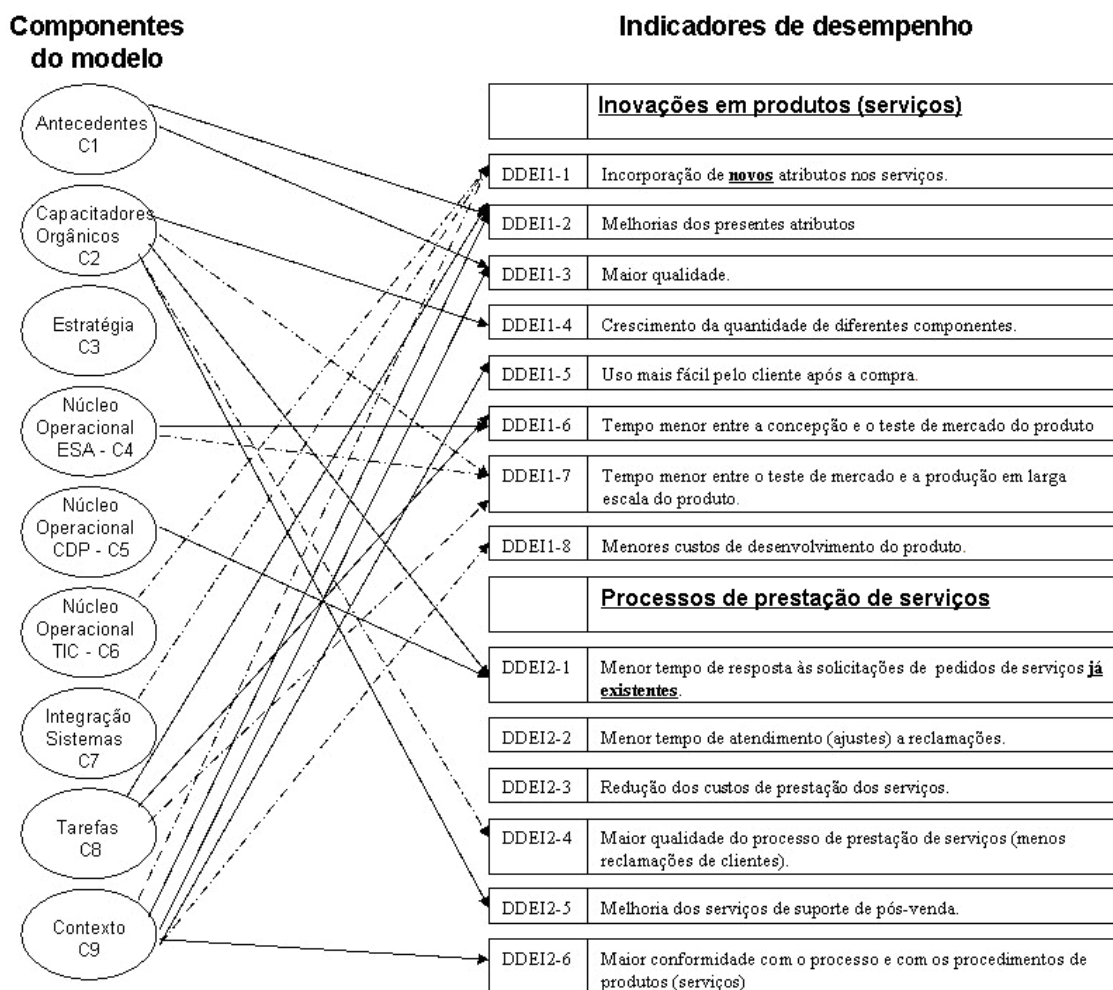 Componentes
do modelo
Indicadores de desempenho
Antecedentes
C1
Capacitadores
Orgânicos
C2
Estratégia
C3
Núcleo
Operacional
ESA - C4
Núcleo
Operacional
CDP - C5
Núcleo
Operacional
TIC - C6
Integração
Sistemas
C7
Tarefas
C8
Contexto
C9
Inovações em produtos (serviços)
DDEI1-1 Incorporação de novos atributos nos serviços.
DDEI1-2 Melhorias dos presentes atributos
DDEI1-3 Maior qualidade.
DDEI1-4 Crescimento da quantidade de diferentes componentes.
DDEI1-5 Uso mais fácil pelo cliente após a compra.
DDEI1-6 Tempo menor entre a concepção e o teste de mercado do produto
DDEI1-7 Tempo menor entre o teste de mercado e a produção em larga
escala do produto.
DDEI1-8 Menores custos de desenvolvimento do produto.
Processos de prestação de serviços
DDEI2-1 Menor tempo de resposta às solicitações de pedidos de serviços já
existentes.
DDEI2-2 Menor tempo de atendimento (ajustes) a reclamações.
DDEI2-3 Redução dos custos de prestação dos serviços.
DDEI2-4 Maior qualidade do processo de prestação de serviços (menos
reclamações de clientes).
DDEI2-5 Melhoria dos serviços de suporte de pós-venda.
DDEI2-6 Maior conformidade com o processo e com os procedimentos de
produtos (serviços)